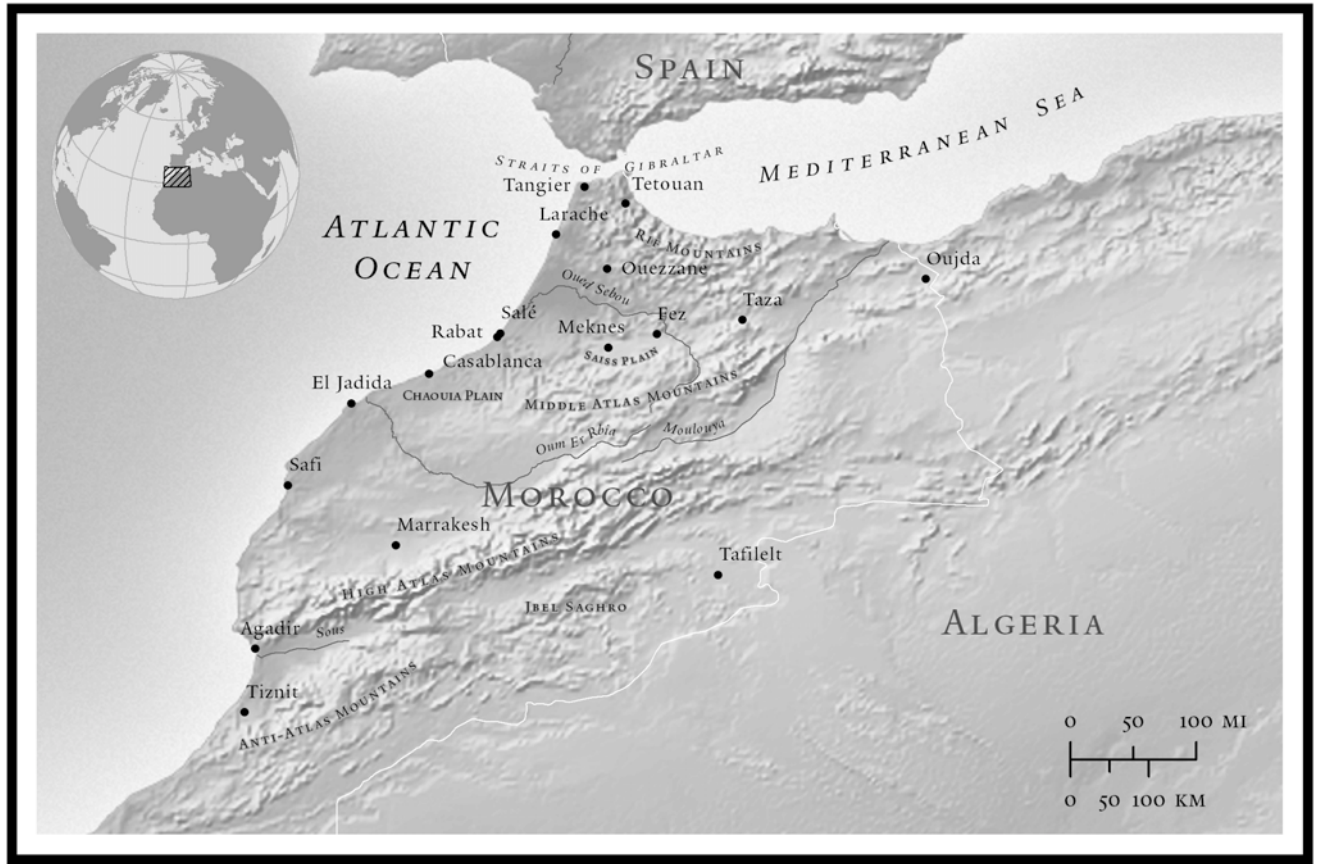 SPAIN
MEDITERRANEAN SEA
STRAITS OF GIBRALTAR
Tangier
Tetouan
Larache
ATLANTIC
OCEAN
RIF MOUNTAINS
Oujda
Ouezzane
Oued Sebou
Taza
Salé
Fez
Meknes
Rabat
SAISS PLAIN
Casablanca
El Jadida
CHAOUIA PLAIN
MIDDLE ATLAS MOUNTAINS
Oum Er Rbia
Moulouya
Safi
MOROCCO
Marrakesh
HIGH ATLAS MOUNTAINS
Tafilelt
JBEL SAGHRO
ALGERIA
Agadir
Sous
Tiznit
ANTI-ATLAS MOUNTAINS
0 50 100 MI
0 50 100 KM